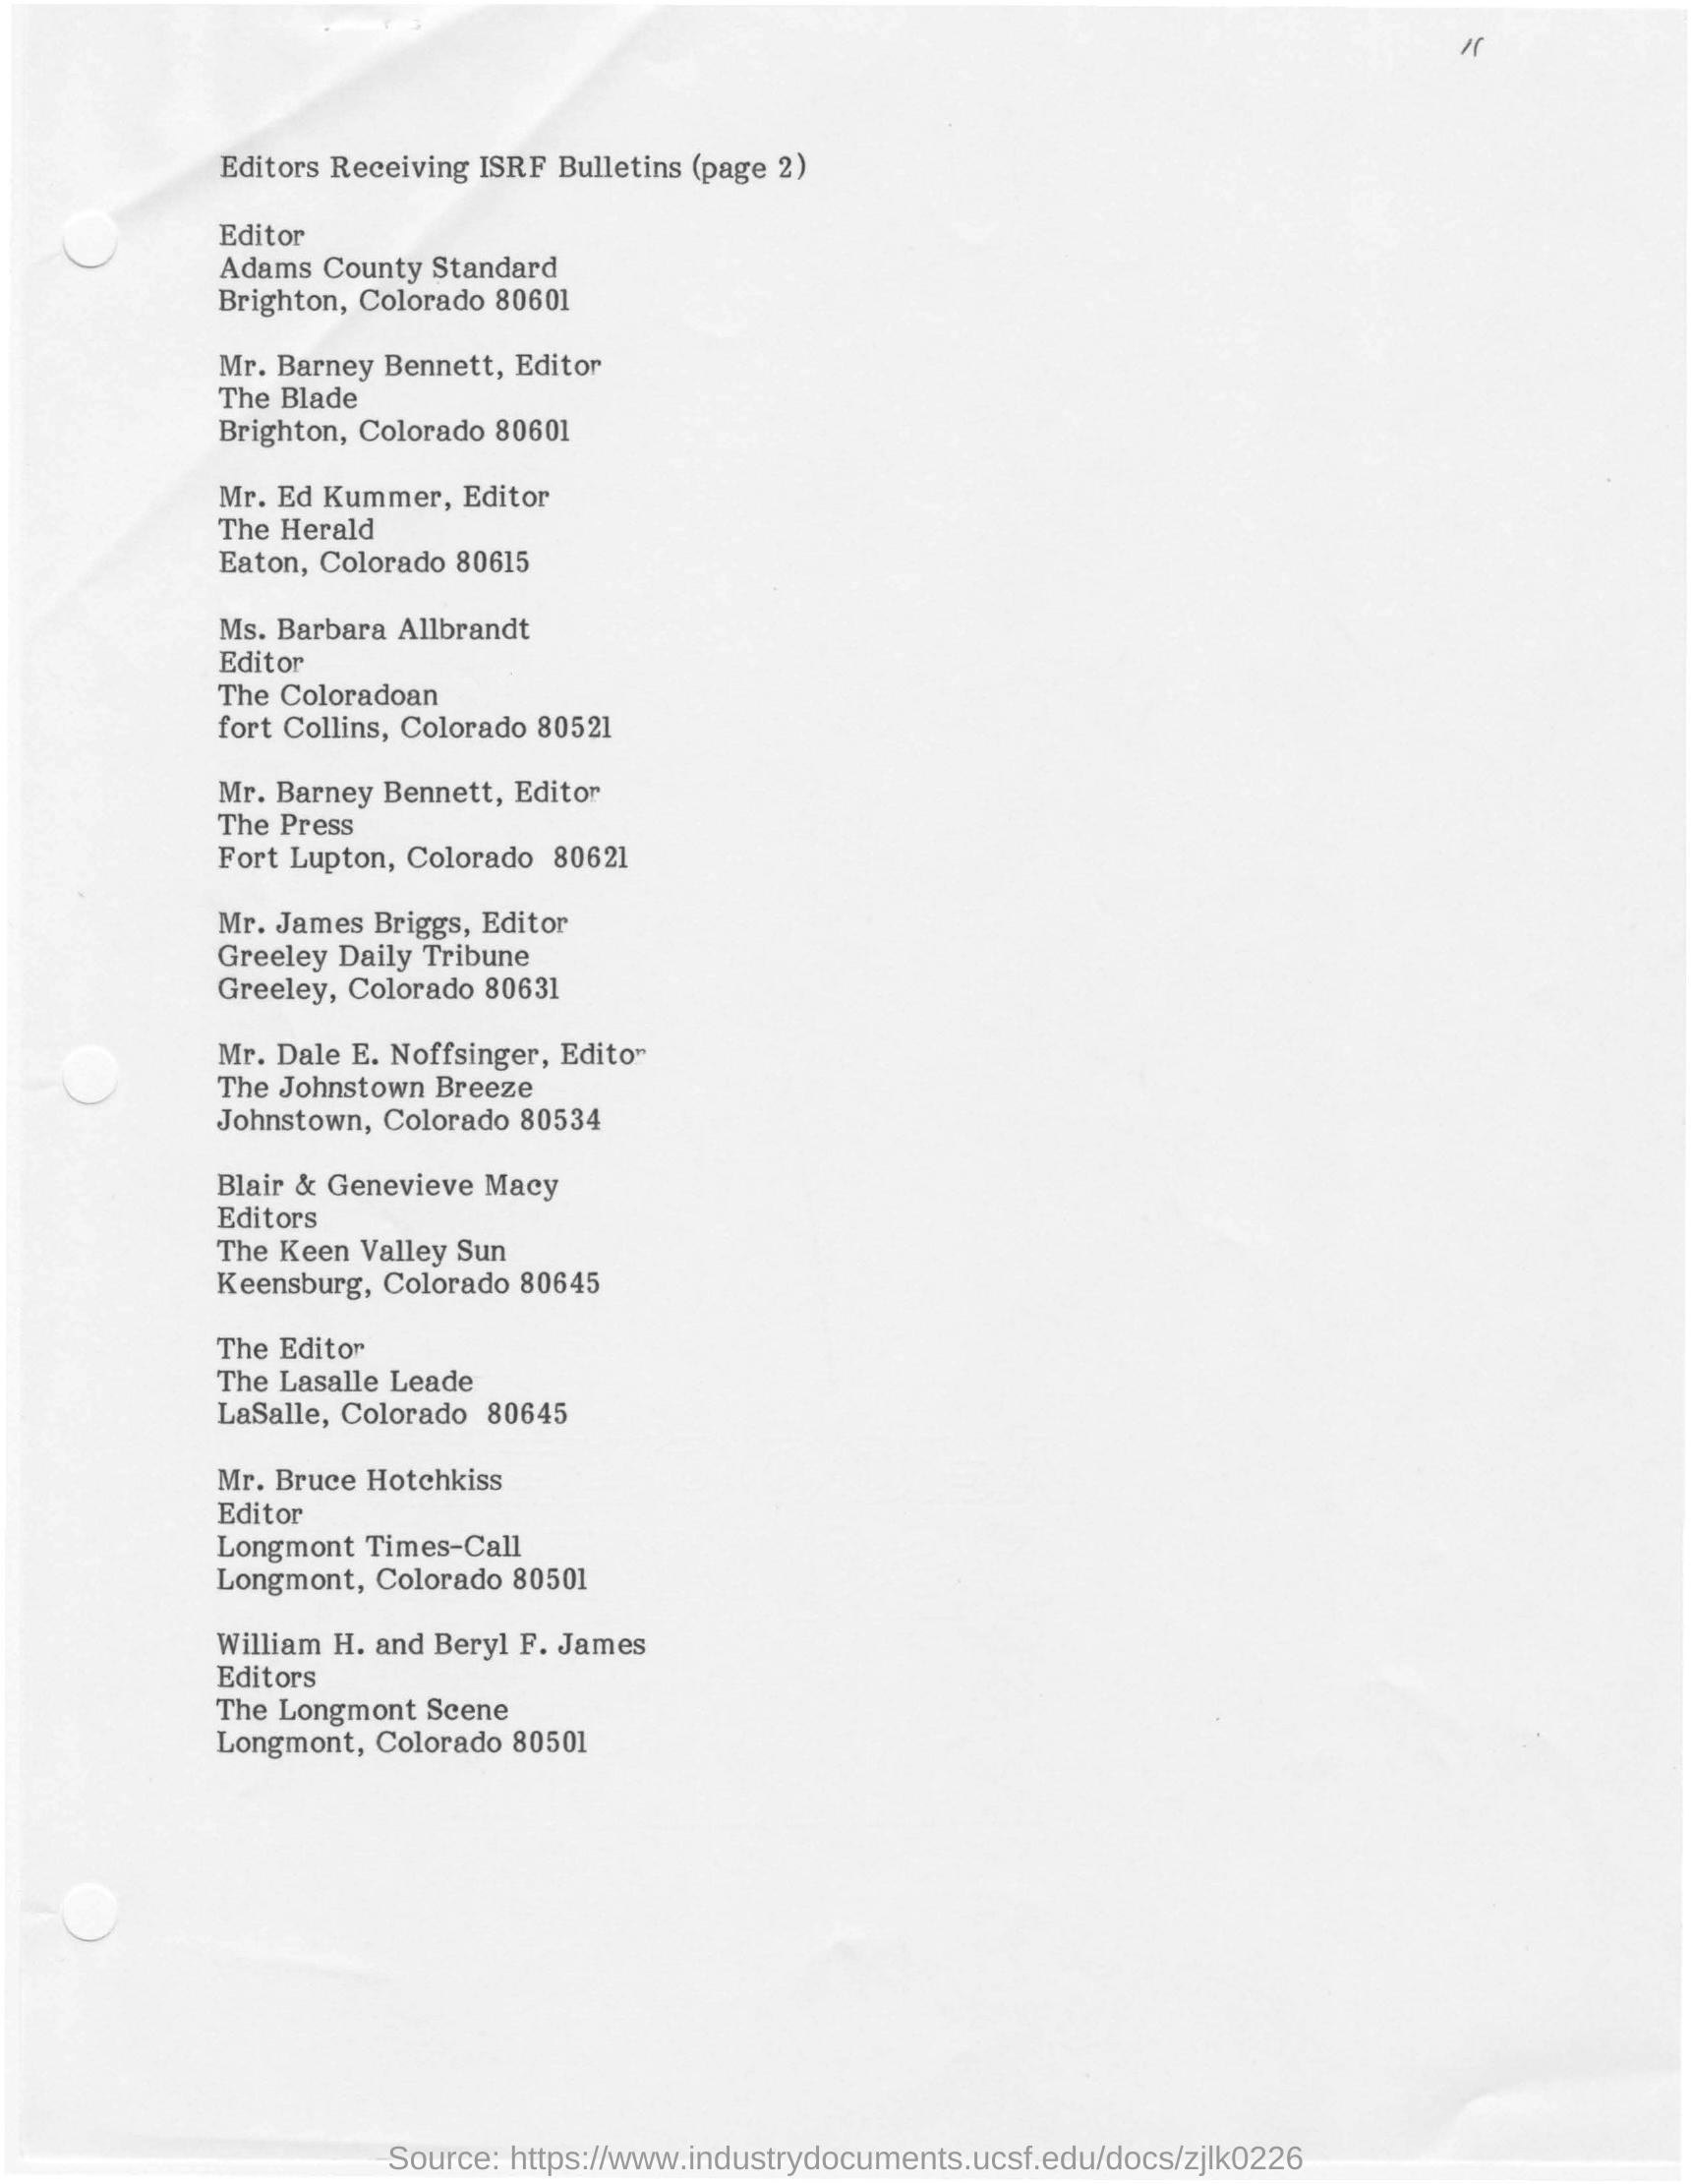 Editors Receiving ISRF Bulletins (page 2)
Editor
Adams County Standard
Brighton, Colorado 80601
Mr. Barney Bennett, Editor
The Blade
Brighton, Colorado 80601
Mr. Ed Kummer, Editor
The Herald
Eaton, Colorado 80615
Ms. Barbara Allbrandt
Editor
The Coloradoan
fort Collins, Colorado 80521
Mr. Barney Bennett, Editor
The Press
Fort Lupton, Colorado 80621
Mr. James Briggs, Editor
Greeley Daily Tribune
Greeley, Colorado 80631
Mr. Dale E. Noffsinger, Editor
The Johnstown Breeze
Johnstown, Colorado 80534
Blair & Genevieve Macy
Editors
The Keen Valley Sun
Keensburg, Colorado 80645
The Editor
The Lasalle Leade
LaSalle, Colorado 80645
Mr. Bruce Hotchkiss
Editor
Longmont Times-Call
Longmont, Colorado 80501
William H. and Beryl F. James
Editors
The Longmont Scene
Longmont, Colorado 80501
Source: https://www.industrydocuments.ucsf.edu/docs/zjlk0226